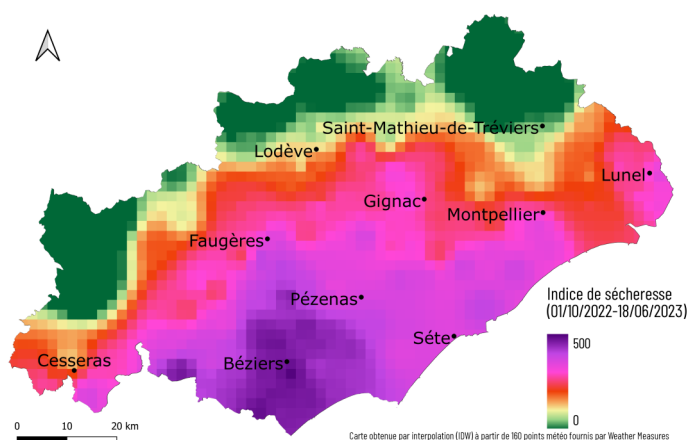 Saint-Mathieu-de-Tréviers
Lodève
Lunel
Gignac
Montpellier
Faugères
Pézenas
Indice de sécheresse
(01/10/2022-18/06/2023)
500
0
Séte
Cesseras
Béziers
0 10 20 km
Carte obtenue par interpolation (IDW) à partir de 160 points météo fournis par Weather Measures